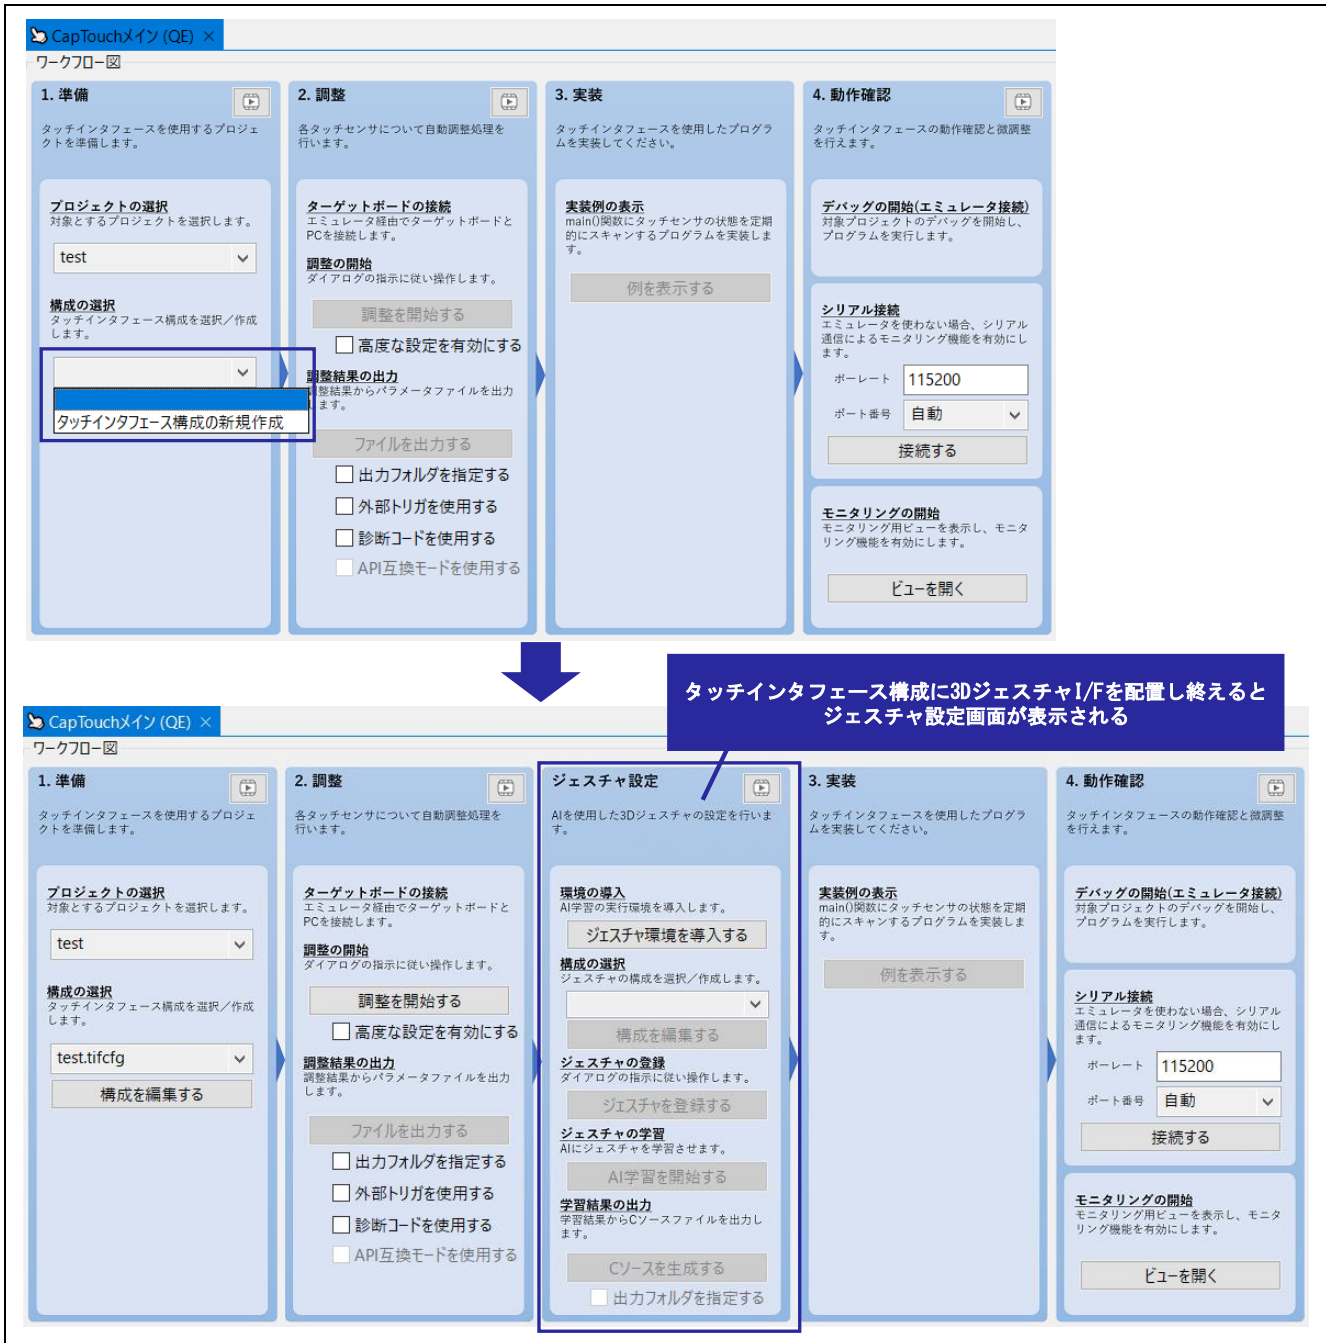 CapTouchメイン (QE)
ワークフロー図
1. 準備
タッチインタフェースを使用するプロジェ
クトを準備します。
プロジェクトの選択
対象とするプロジェクトを選択します。
test
構成の選択
タッチインタフェース構成を選択／作成
します。
タッチインタフェース構成の新規作成
2. 調整
各タッチセンサについて自動調整処理を
行います。
ターゲットボードの接続
エミュレータ経由でターゲットボードと
PCを接続します。
調整の開始
ダイアログの指示に従い操作します。
調整を開始する
高度な設定を有効にする
調整結果の出力
調整結果からパラメータファイルを出力
します。
ファイルを出力する
出力フォルダを指定する
外部トリガを使用する
診断コードを使用する
API互換モードを使用する
3. 実装
タッチインタフェースを使用したプログラ
ムを実装してください。
実装例の表示
main()関数にタッチセンサの状態を定期
的にスキャンするプログラムを実装しま
す。
例を表示する
4. 動作確認
タッチインタフェースの動作確認と微調整
を行えます。
デバッグの開始(エミュレータ接続)
対象プロジェクトのデバッグを開始し、
プログラムを実行します。
シリアル接続
エミュレータを使わない場合、シリアル
通信によるモニタリング機能を有効にし
ます。
ボーレート 115200
ポート番号 自動
接続する
モニタリングの開始
モニタリング用ビューを表示し、モニタ
リング機能を有効にします。
ビューを開く
タッチインタフェース構成に3DジェスチャI/Fを配置し終えると
ジェスチャ設定画面が表示される
CapTouchメイン (QE)
ワークフロー図
1. 準備
タッチインタフェースを使用するプロジェ
クトを準備します。
プロジェクトの選択
対象とするプロジェクトを選択します。
test
構成の選択
タッチインタフェース構成を選択／作成
します。
test.tifcfg
構成を編集する
2. 調整
各タッチセンサについて自動調整処理を
行います。
ターゲットボードの接続
エミュレータ経由でターゲットボードと
PCを接続します。
調整の開始
ダイアログの指示に従い操作します。
調整を開始する
高度な設定を有効にする
調整結果の出力
調整結果からパラメータファイルを出力
します。
ファイルを出力する
出力フォルダを指定する
外部トリガを使用する
診断コードを使用する
API互換モードを使用する
ジェスチャ設定
AIを使用した3Dジェスチャの設定を行いま
す。
環境の導入
AI学習の実行環境を導入します。
ジェスチャ環境を導入する
構成の選択
ジェスチャの構成を選択／作成します。
構成を編集する
ジェスチャの登録
ダイアログの指示に従い操作します。
ジェスチャを登録する
ジェスチャの学習
AIにジェスチャを学習させます。
AI学習を開始する
学習結果の出力
学習結果からCソースファイルを出力し
ます。
Cソースを生成する
出力フォルダを指定する
3. 実装
タッチインタフェースを使用したプログラ
ムを実装してください。
実装例の表示
main()関数にタッチセンサの状態を定期
的にスキャンするプログラムを実装しま
す。
例を表示する
4. 動作確認
タッチインタフェースの動作確認と微調整
を行えます。
デバッグの開始(エミュレータ接続)
対象プロジェクトのデバッグを開始し、
プログラムを実行します。
シリアル接続
エミュレータを使わない場合、シリアル
通信によるモニタリング機能を有効にし
ます。
ボーレート 115200
ポート番号 自動
接続する
モニタリングの開始
モニタリング用ビューを表示し、モニタ
リング機能を有効にします。
ビューを開く